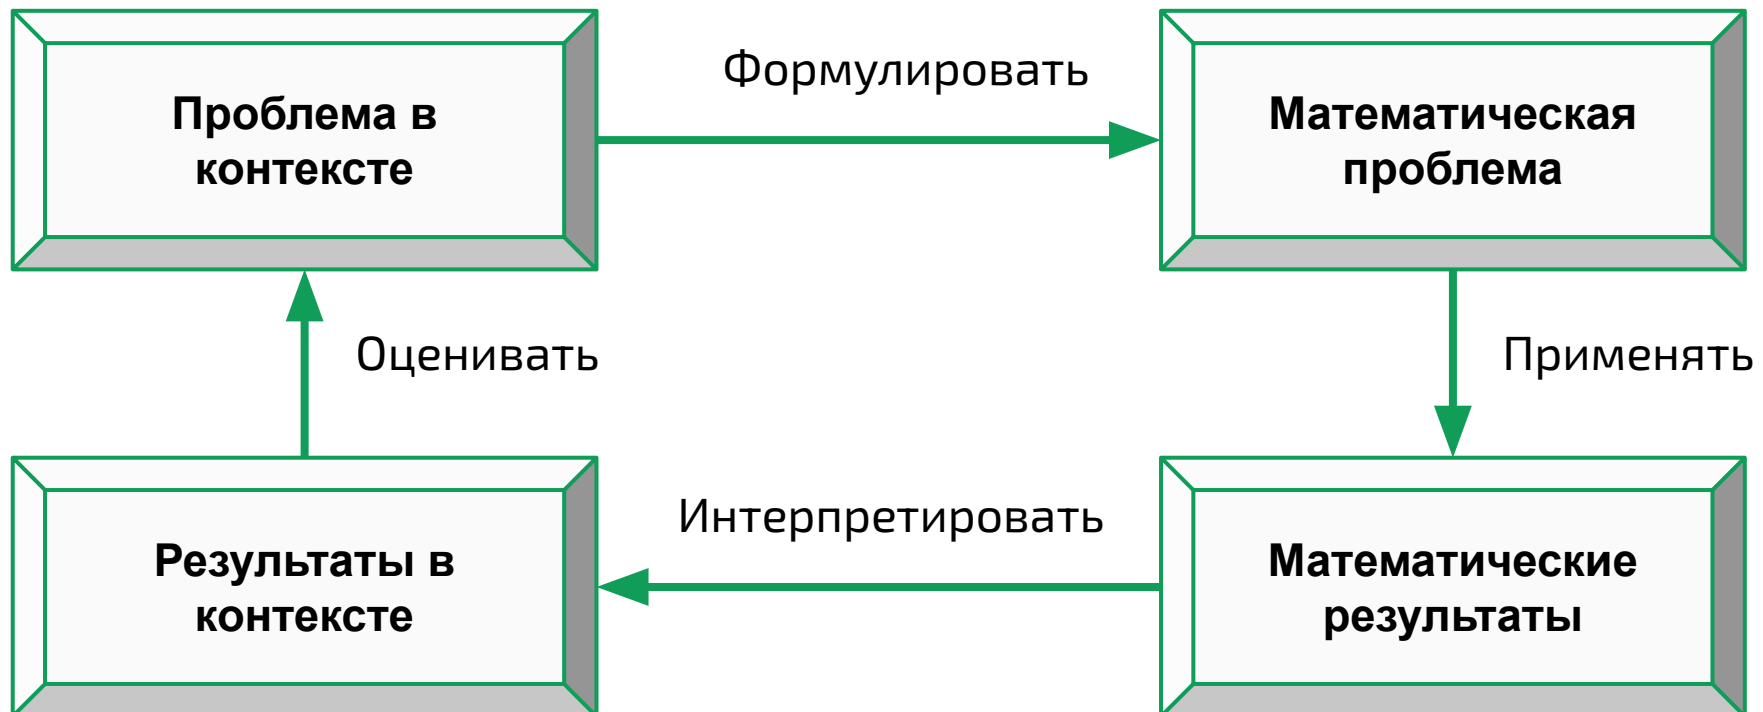 Проблема в
контексте
Формулировать
Математическая
проблема
Оценивать
Применять
Результаты в
контексте
Интерпретировать
Математические
результаты